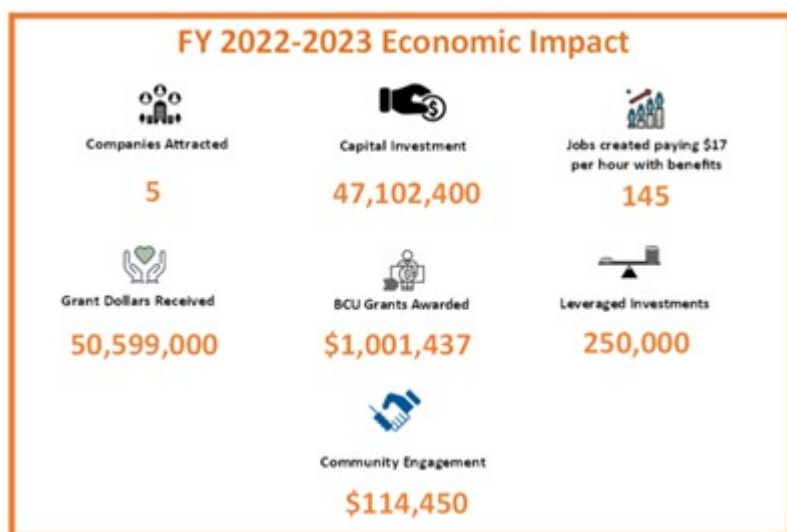 FY 2022-2023 Economic Impact
Companies Attracted
5
Capital Investment
47,102,400
Jobs created paying $17
per hour with benefits
145
Grant Dollars Received
50,599,000
BCU Grants Awarded
$1,001,437
Leveraged Investments
250,000
Community Engagement
$114,450